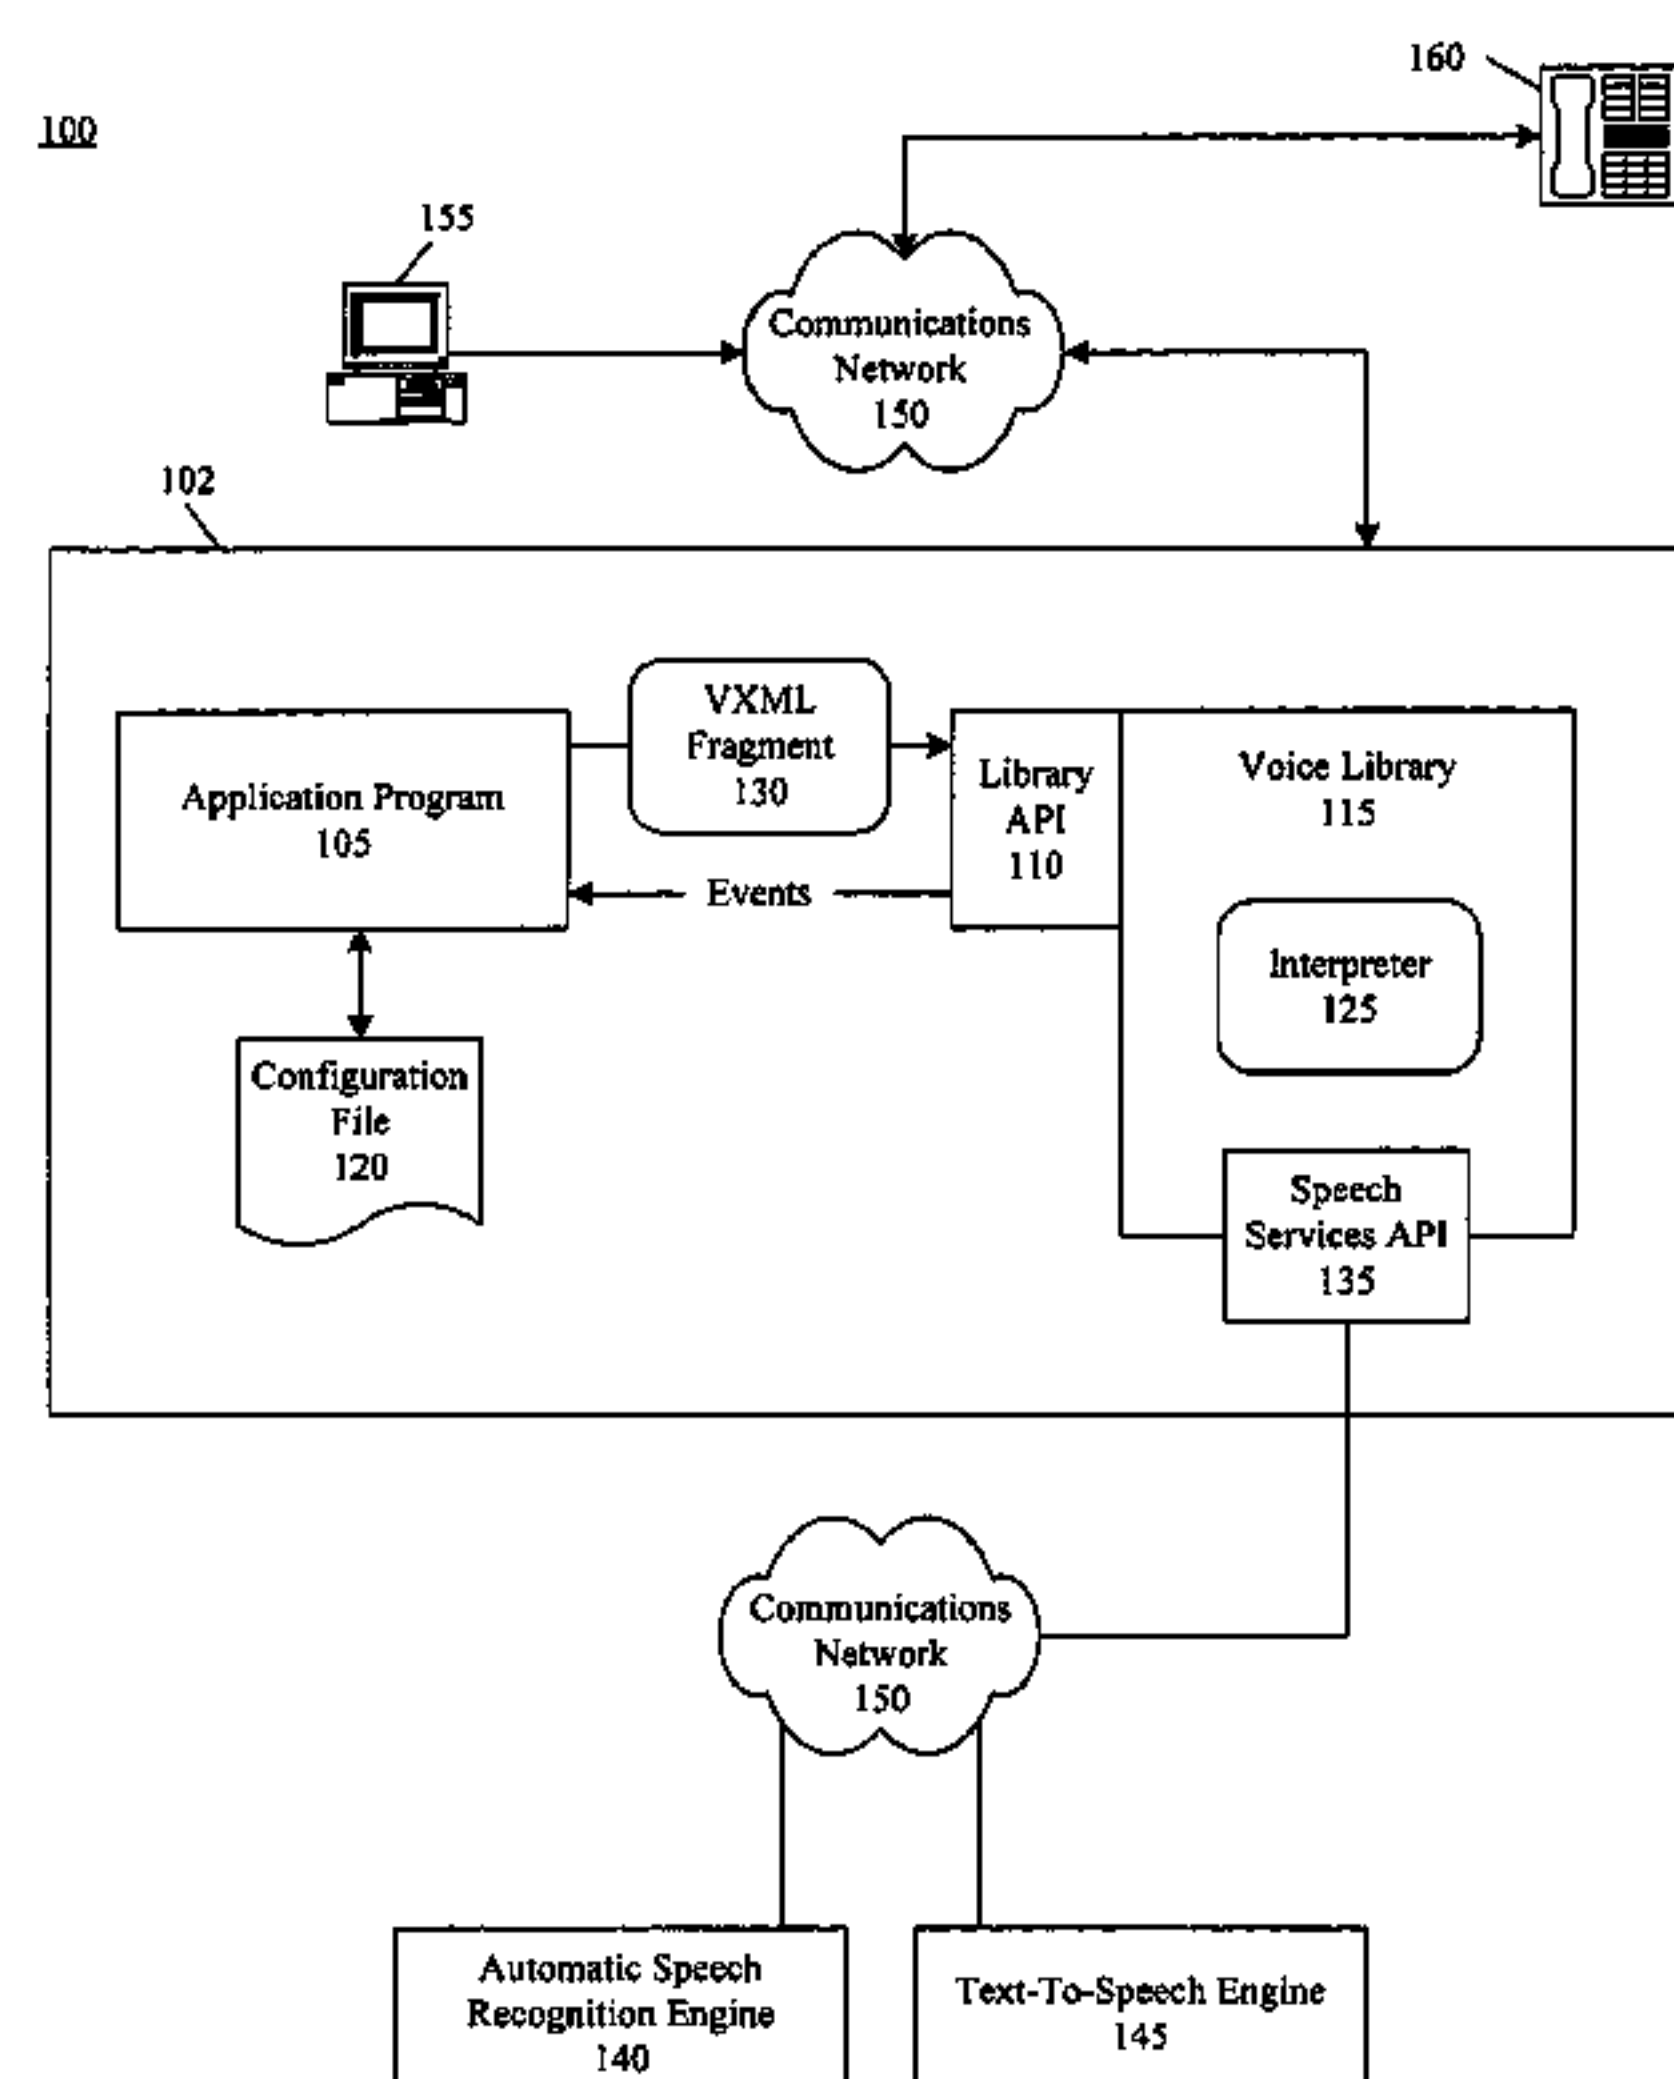 160
100
155
Communications
Network
150
102
VXML
Fragment
130
Application Program
105
Library
API
110
Voice Library
115
Events
Interpreter
125
Configuration
File
120
Speech
Services API
135
Communications
Network
150
Automatic Speech
Recognition Engine
140
Text-To-Speech Engine
145